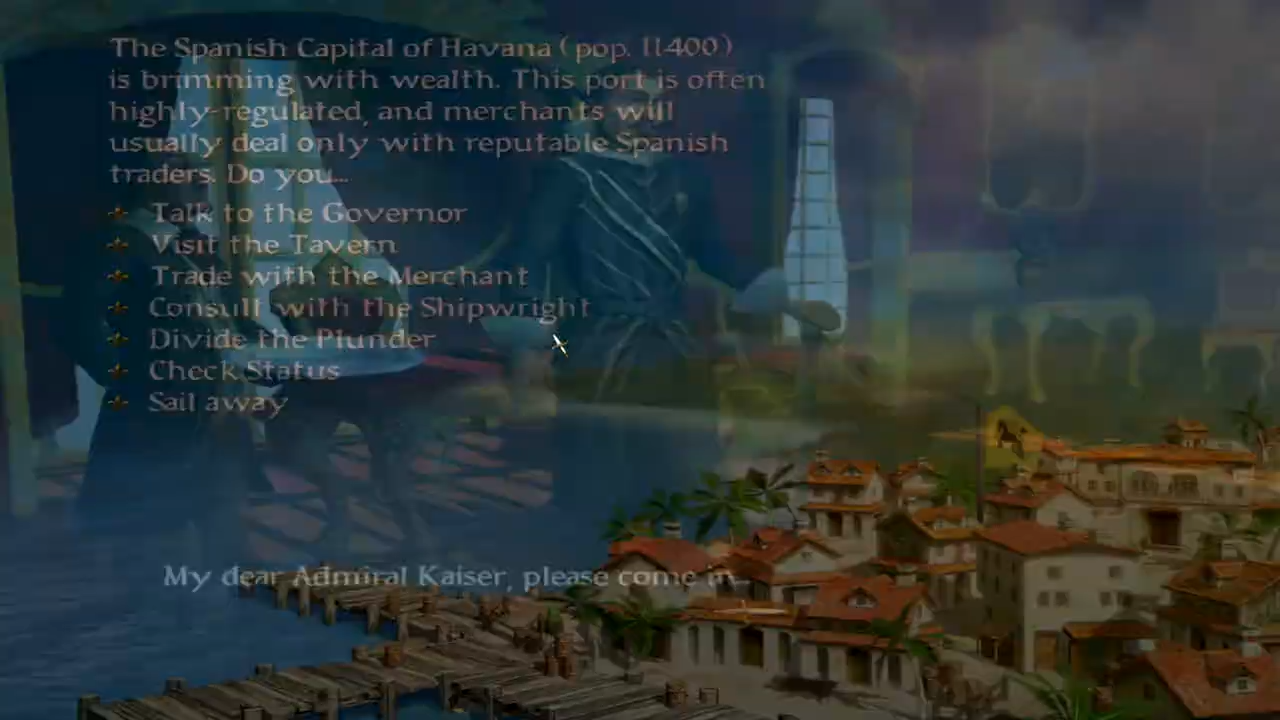 The Spanish Capital of Havana (pop. 11400)
is brimming with wealth. This port is often
highly-regulated, and merchants will
usually deal only with reputable Spanish
traders. Do you...
Talk to the Governor
Visit the Tavern
Trade with the Merchant
Consult with the Shipwright
Divide the Plunder
Check Status
Sail away
My dear Admiral Kaiser, please come in.